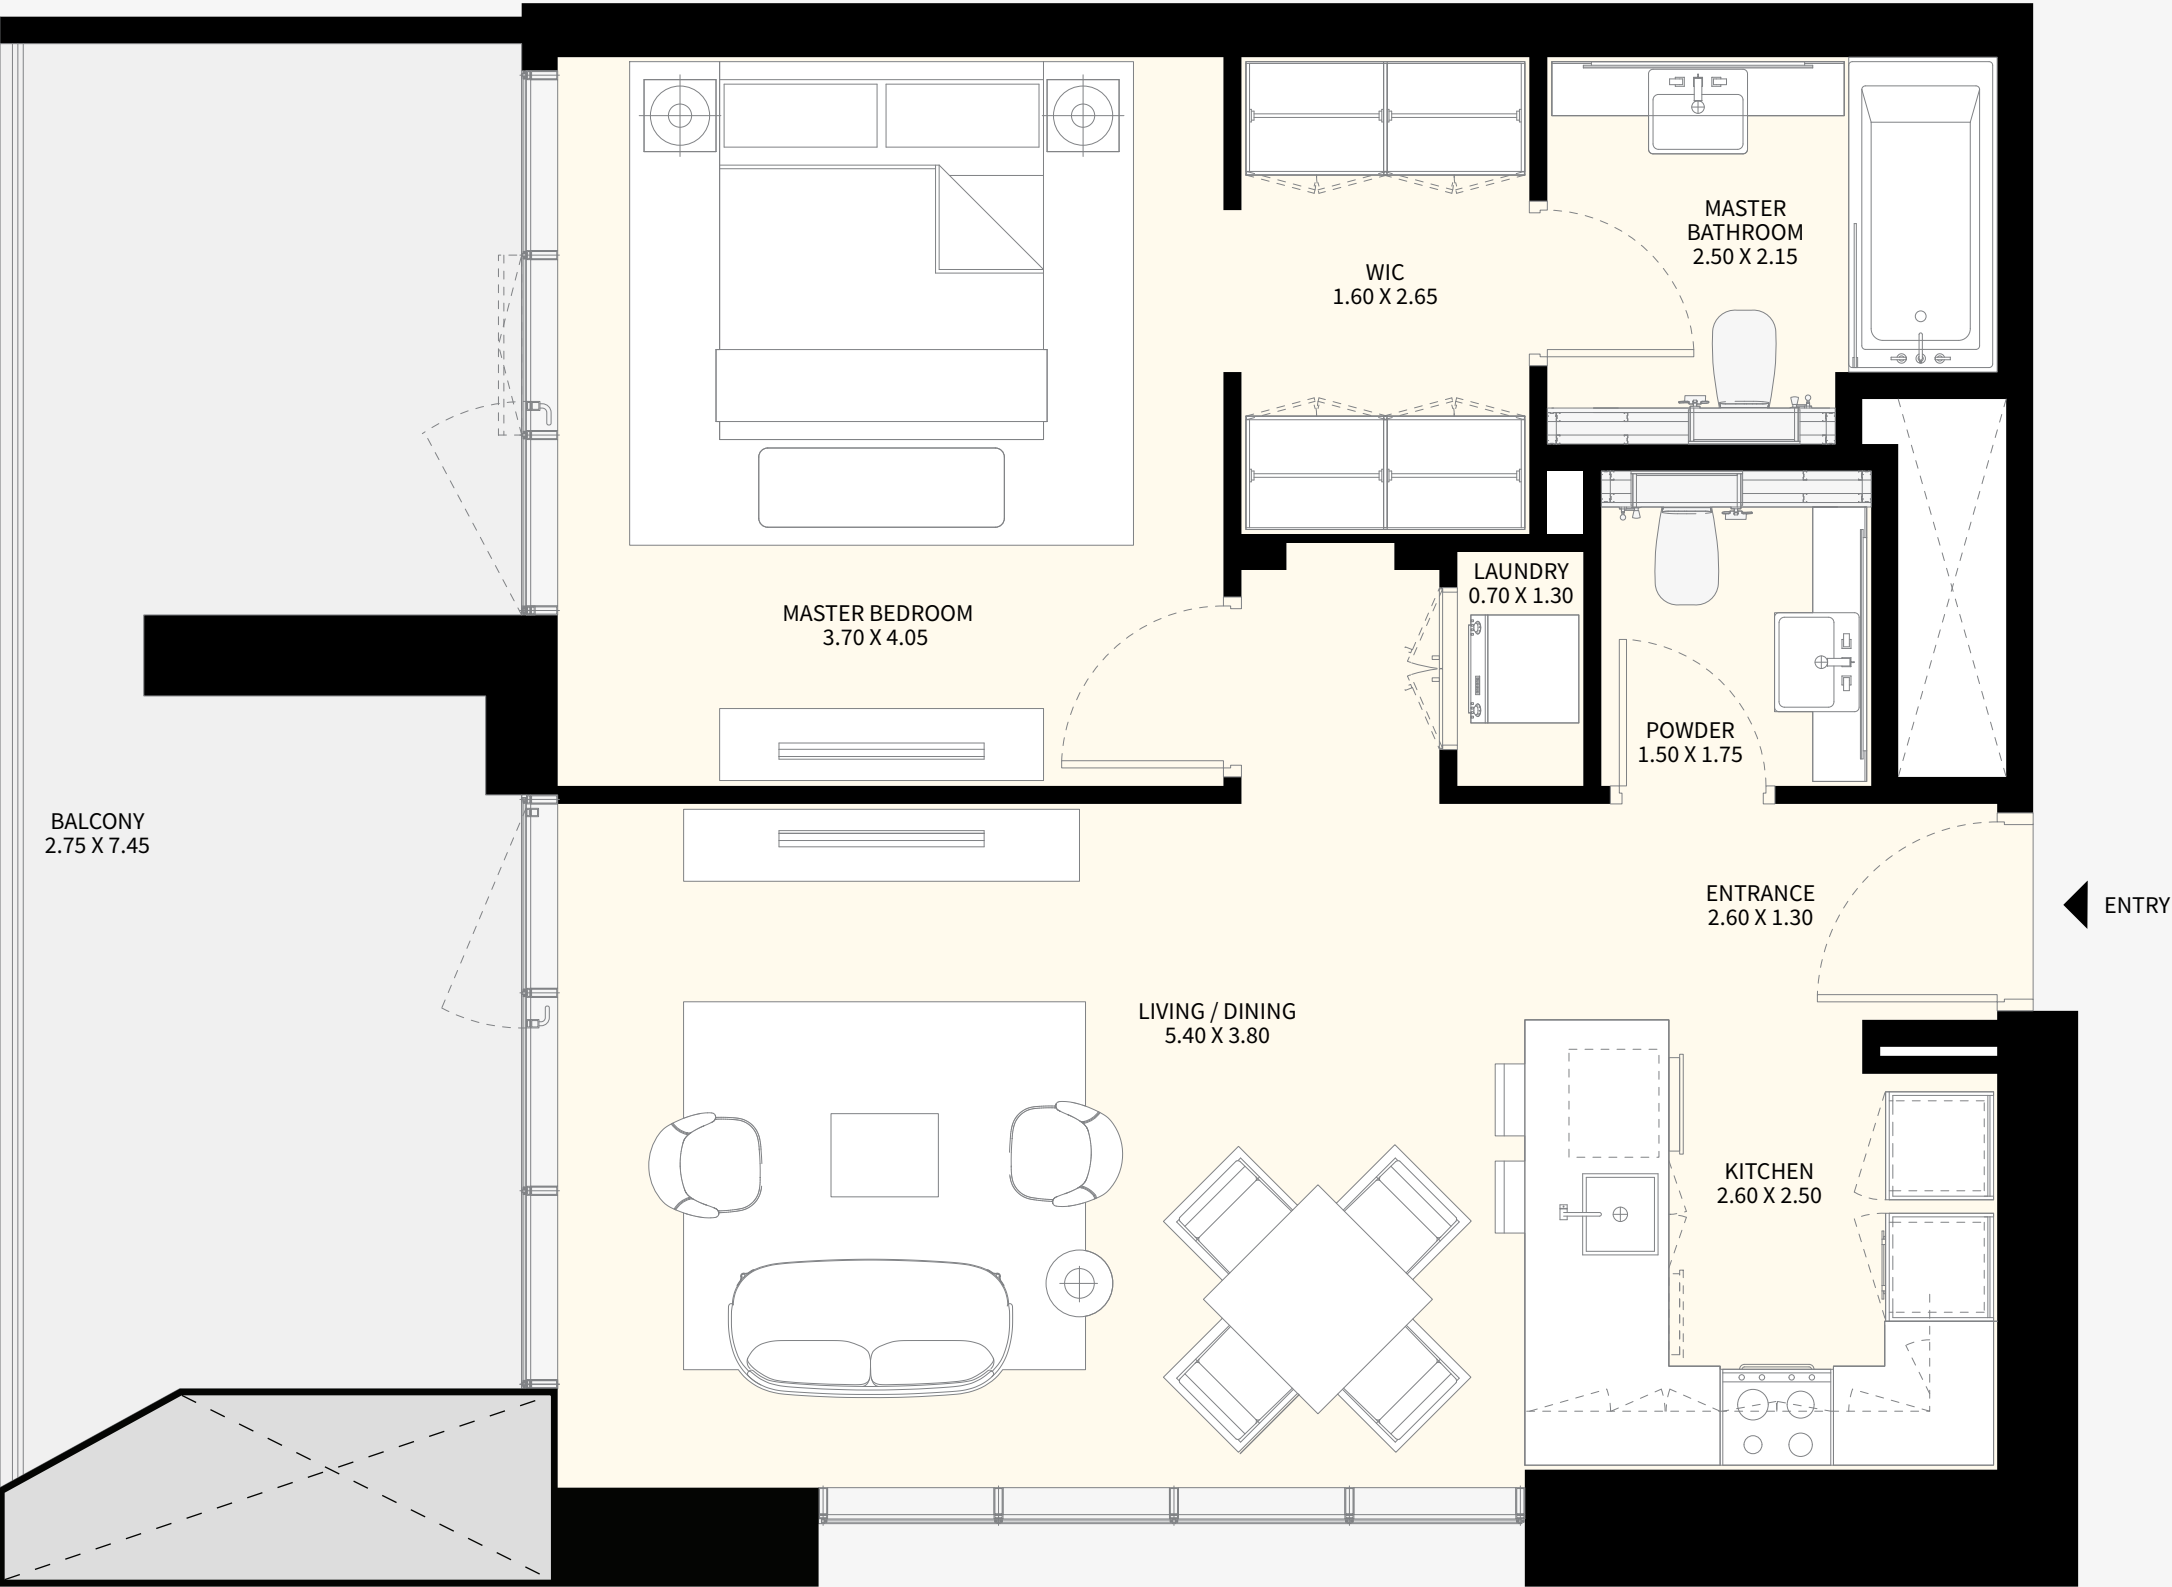 MASTER
BATHROOM
2.50 X 2.15
WIC
1.60 X 2.65
LAUNDRY
0.70 X 1.30
MASTER BEDROOM
3.70 X 4.05
POWDER
1.50 X 1.75
BALCONY
2.75 X 7.45
ENTRANCE
2.60 X 1.30
ENTRY
LIVING / DINING
5.40 X 3.80
KITCHEN
2.60 X 2.50